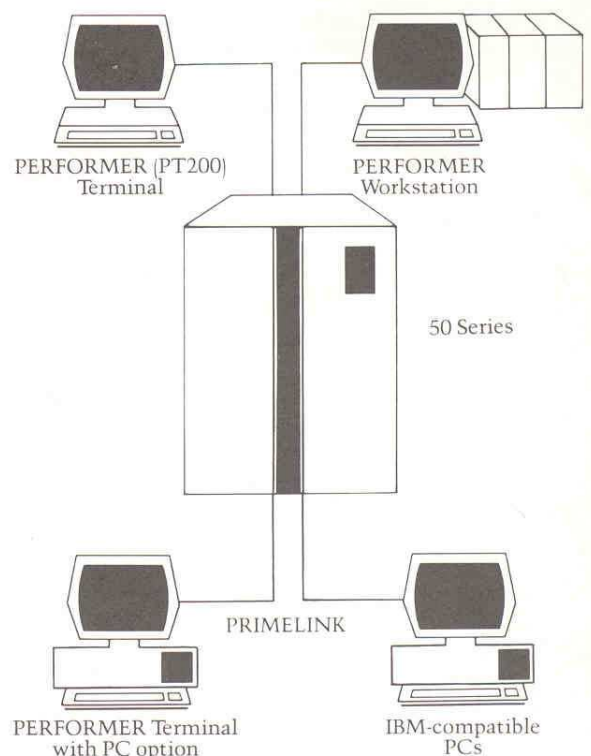 PERFORMER (PT200)
Terminal
PERFORMER
Workstation
50 Series
PRIMELINK
PERFORMER Terminal
with PC option
IBM-compatible
PCs